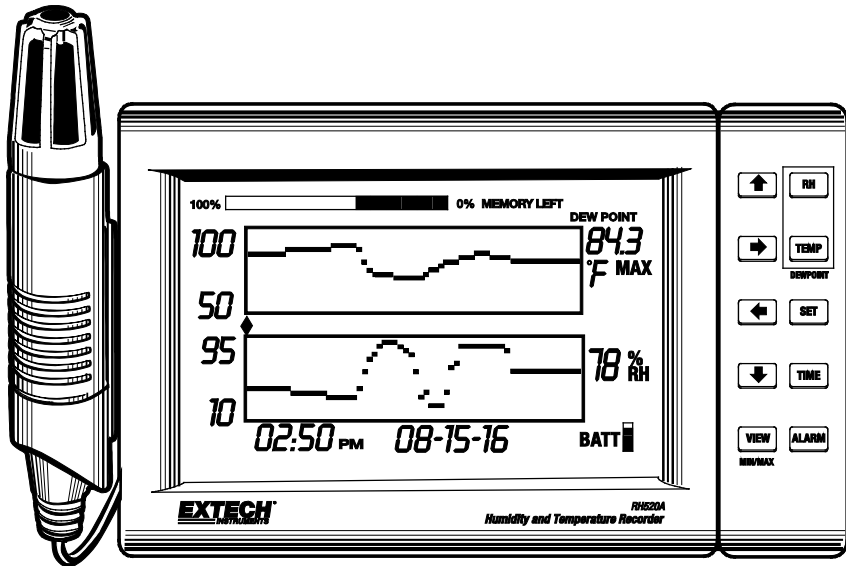 100% 0% MEMORY LEFT
DEW POINT
100 84.3
°F MAX
50
95 78 % RH
10
02:50 PM 08-15-16 BATT
EXTECH
INSTRUMENTS
RH520A
Humidity and Temperature Recorder
RH
TEMP
DEWPOINT
SET
TIME
VIEW ALARM
MIN/MAX